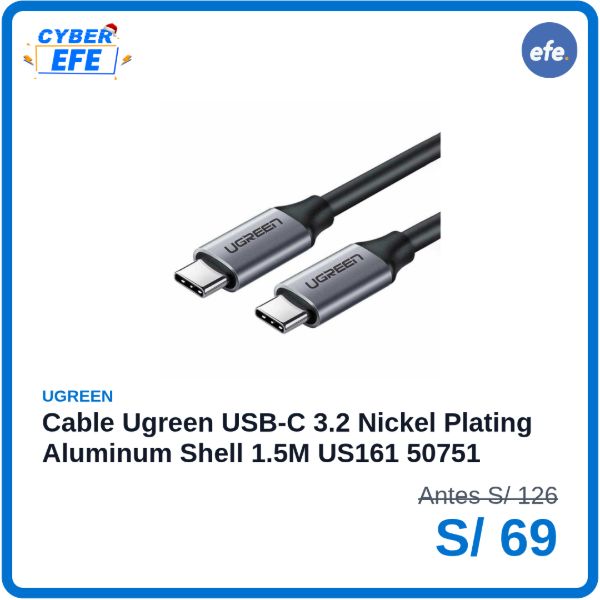 CYBER
EFE
efe.
UGREEN
UGREEN
UGREEN
Cable Ugreen USB-C 3.2 Nickel Plating
Aluminum Shell 1.5M US161 50751
Antes S/ 126
S/ 69